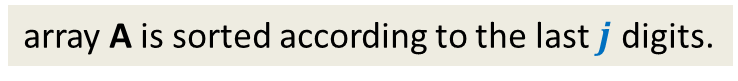 array A is sorted according to the last j digits.